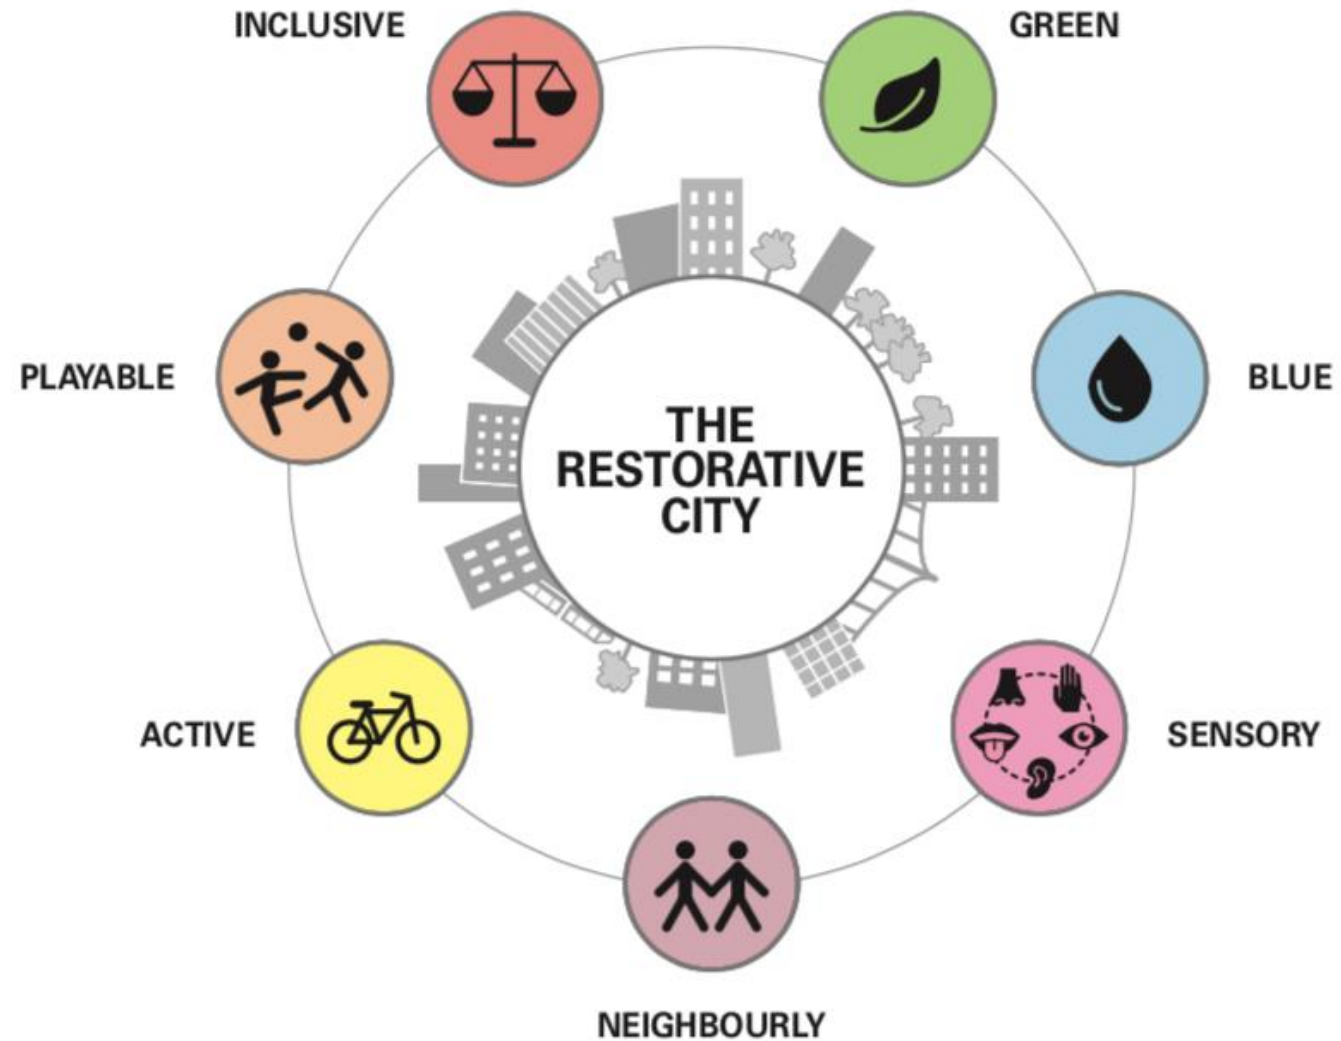 INCLUSIVE
GREEN
PLAYABLE
BLUE
THE
RESTORATIVE
CITY
ACTIVE
SENSORY
NEIGHBOURLY